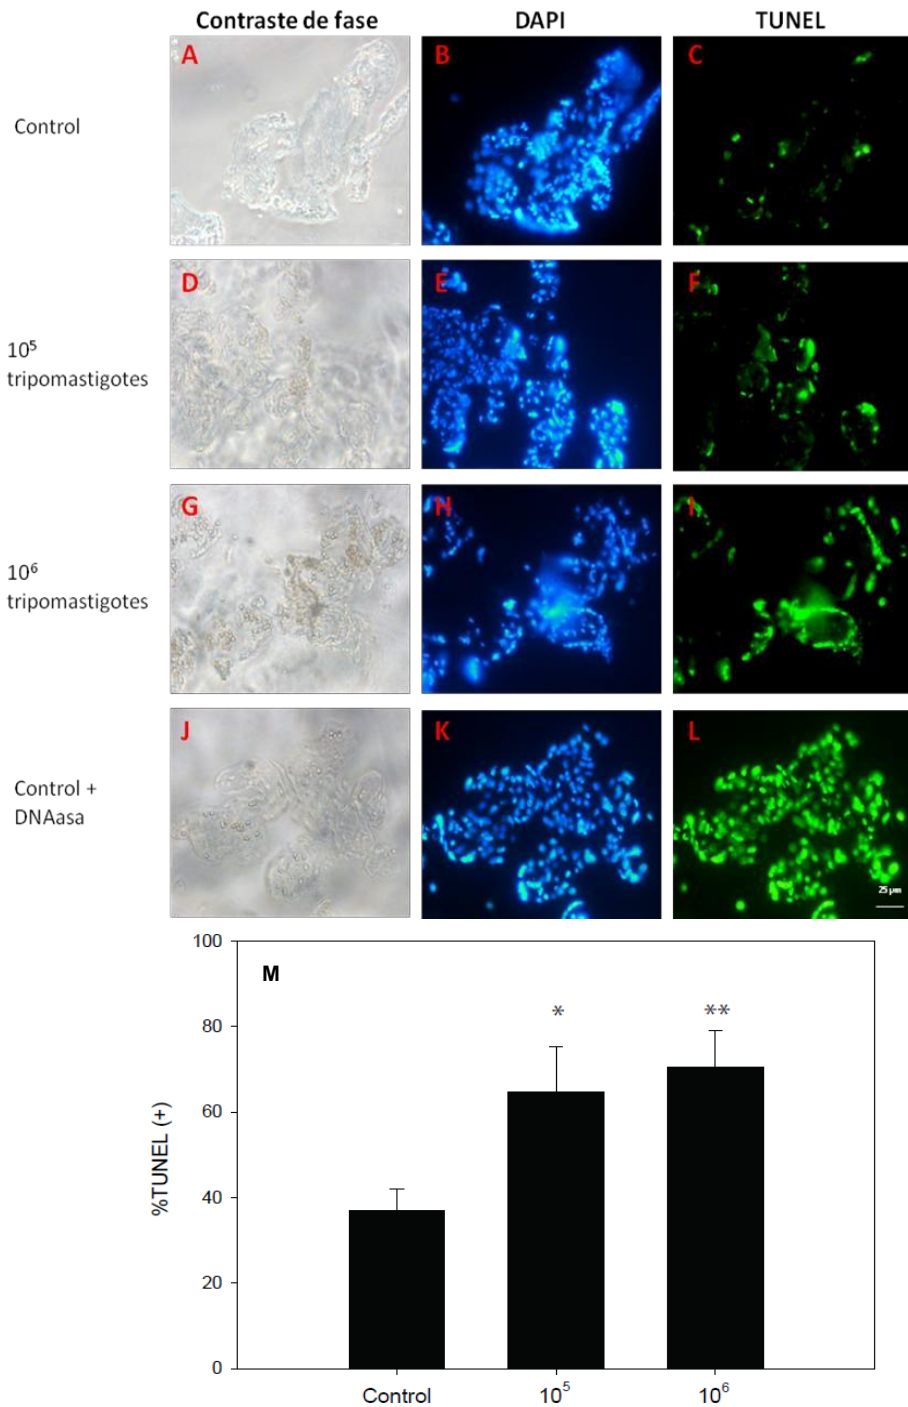 Contraste de fase DAPI TUNEL
A B C
Control
D E F
10⁵
tripomastigotes
G H I
10⁶
tripomastigotes
J K L
Control +
DNAasa
25 µm
100
M
80
60
40
20
0
%TUNEL (+)
* **
Control 10⁵ 10⁶